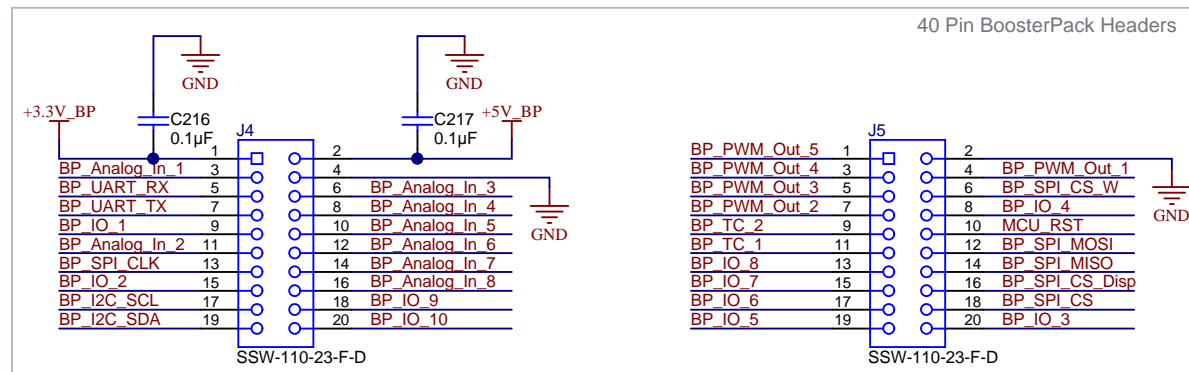 40 Pin BoosterPack Headers
GND
GND
+3.3V_BP
C216
0.1µF
C217
0.1µF
+5V_BP
J4
1
2
BP_Analog_In_1
3
4
BP_UART_RX
5
6
BP_Analog_In_3
BP_UART_TX
7
8
BP_Analog_In_4
BP_IO_1
9
10
BP_Analog_In_5
BP_Analog_In_2
11
12
BP_Analog_In_6
BP_SPI_CLK
13
14
BP_Analog_In_7
BP_IO_2
15
16
BP_Analog_In_8
BP_I2C_SCL
17
18
BP_IO_9
BP_I2C_SDA
19
20
BP_IO_10
GND
SSW-110-23-F-D
J5
BP_PWM_Out_5
1
2
BP_PWM_Out_4
3
4
BP_PWM_Out_1
BP_PWM_Out_3
5
6
BP_SPI_CS_W
BP_PWM_Out_2
7
8
BP_IO_4
BP_TC_2
9
10
MCU_RST
BP_TC_1
11
12
BP_SPI_MOSI
BP_IO_8
13
14
BP_SPI_MISO
BP_IO_7
15
16
BP_SPI_CS_Disp
BP_IO_6
17
18
BP_SPI_CS
BP_IO_5
19
20
BP_IO_3
GND
SSW-110-23-F-D